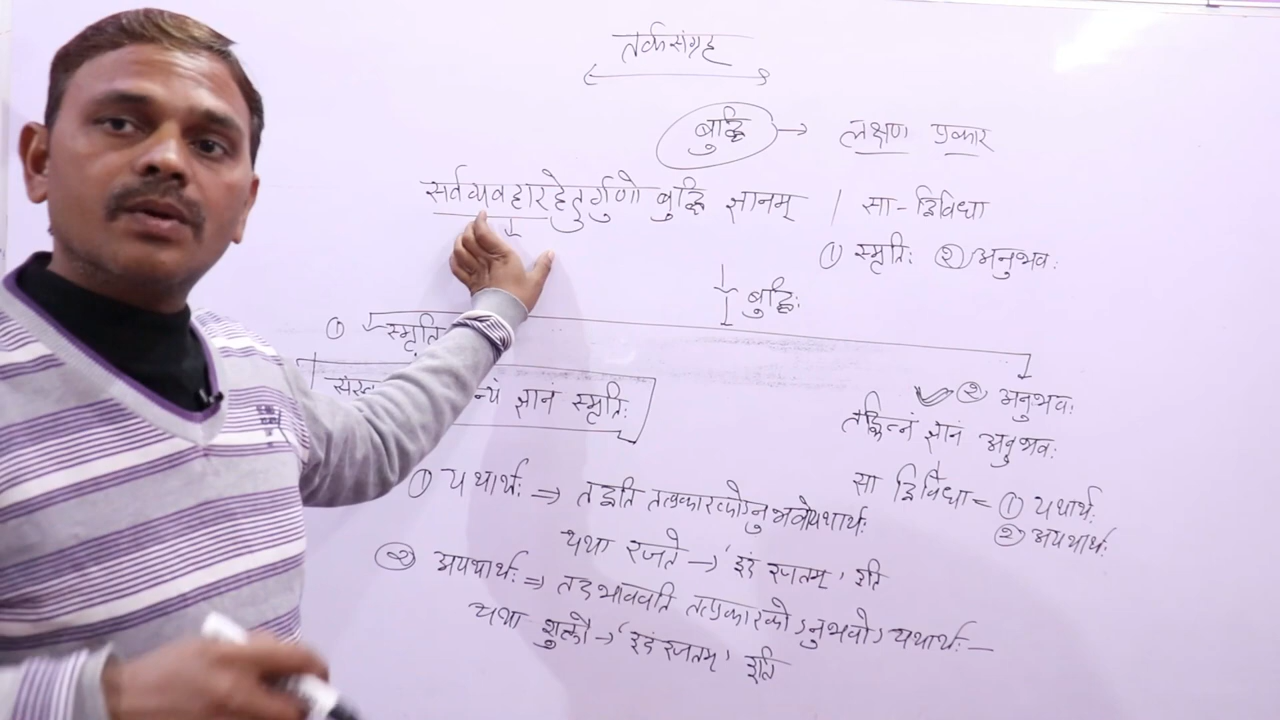 तर्कसंग्रह
बुद्धि → लक्षण प्रकार
सर्वव्यवहारहेतुर्गुणो बुद्धि ज्ञानम् / सा - द्विविधा
① स्मृतिः ② अनुभवः
बुद्धिः
① स्मृति
② अनुभवः
ज्ञानं स्मृतिः
तद्भिन्नं ज्ञानं अनुभवः
सा द्विविधा = ① यथार्थः
② अयथार्थः
① यथार्थः ⇒ तद्वति तत्प्रकारकोऽनुभवोयथार्थः
यथा रजते → 'इदं रजतम्' इति
② अयथार्थः ⇒ तदभाववति तत्प्रकारकोऽनुभवोऽयथार्थः —
यथा शुक्तौ → 'इदं रजतम्' इति